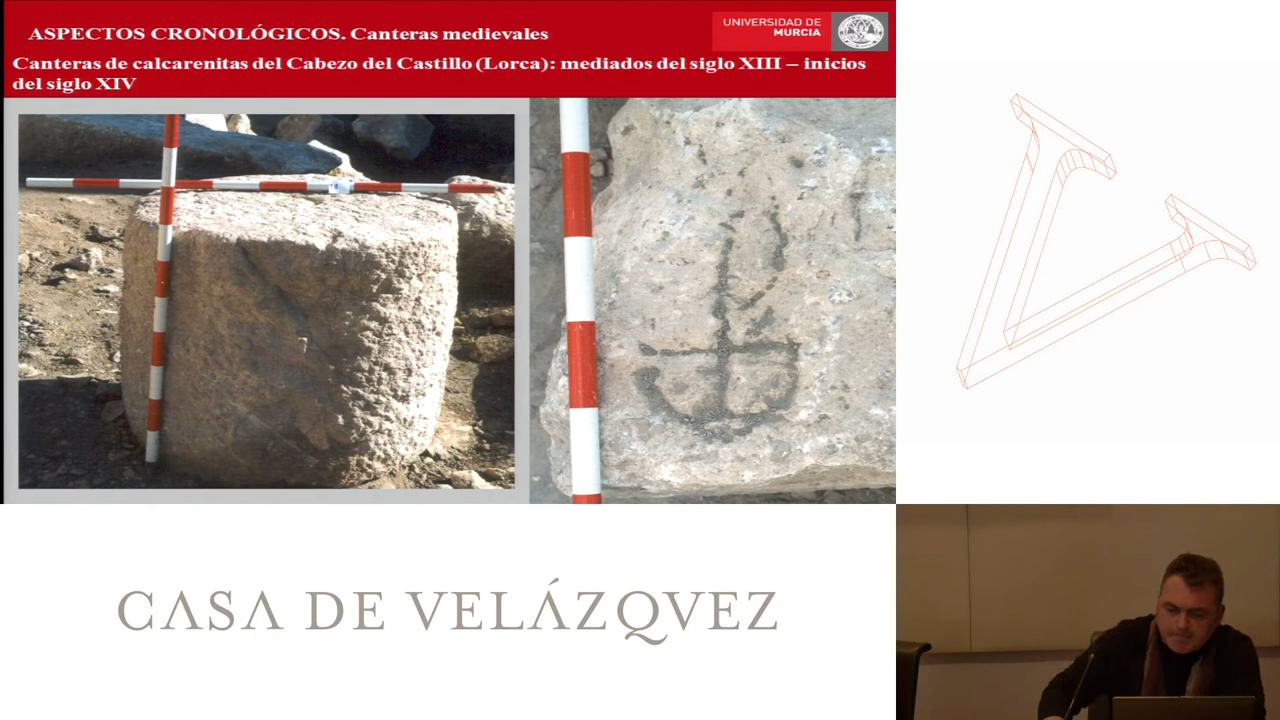 ASPECTOS CRONOLÓGICOS. Canteras medievales
UNIVERSIDAD DE
MURCIA
Canteras de calcarenitas del Cabezo del Castillo (Lorca): mediados del siglo XIII – inicios
del siglo XIV
CASA DE VELÁZQVEZ